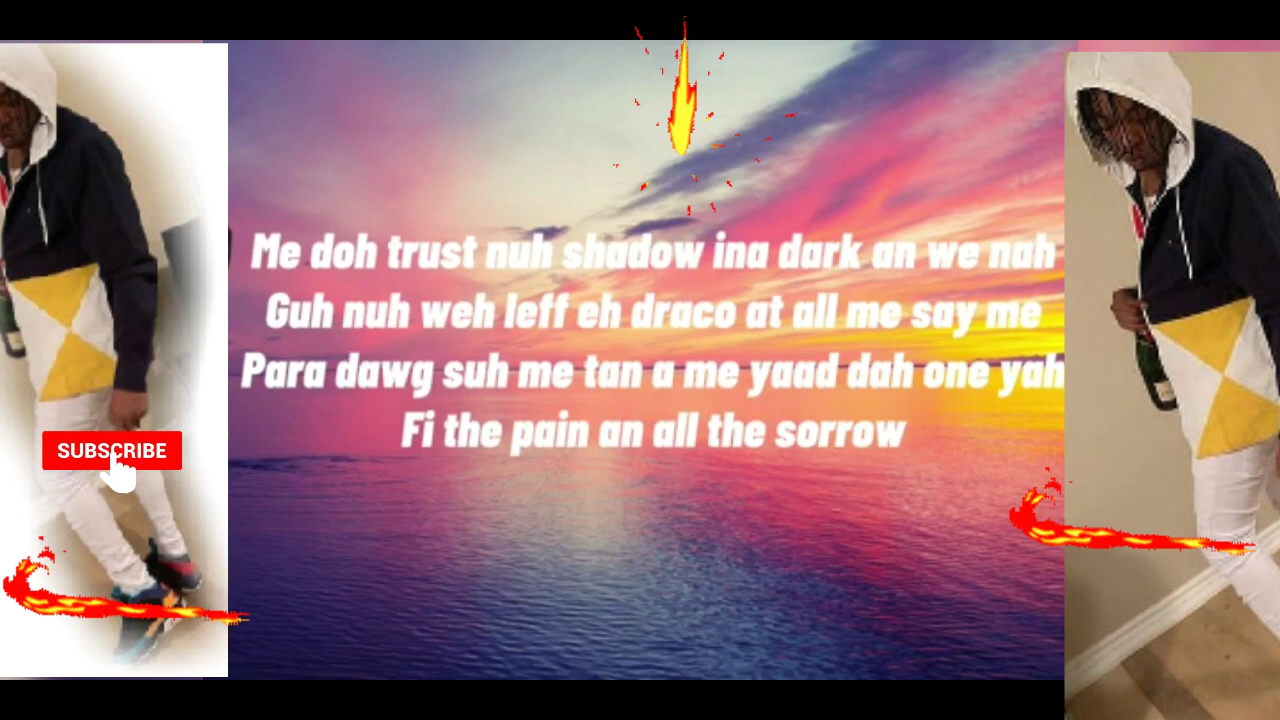 Me doh trust nuh shadow ina dark an we nah
Guh nuh weh leff eh draco at all me say me
Para dawg suh me tan a me yaad dah one yah
Fi the pain an all the sorrow
SUBSCRIBE